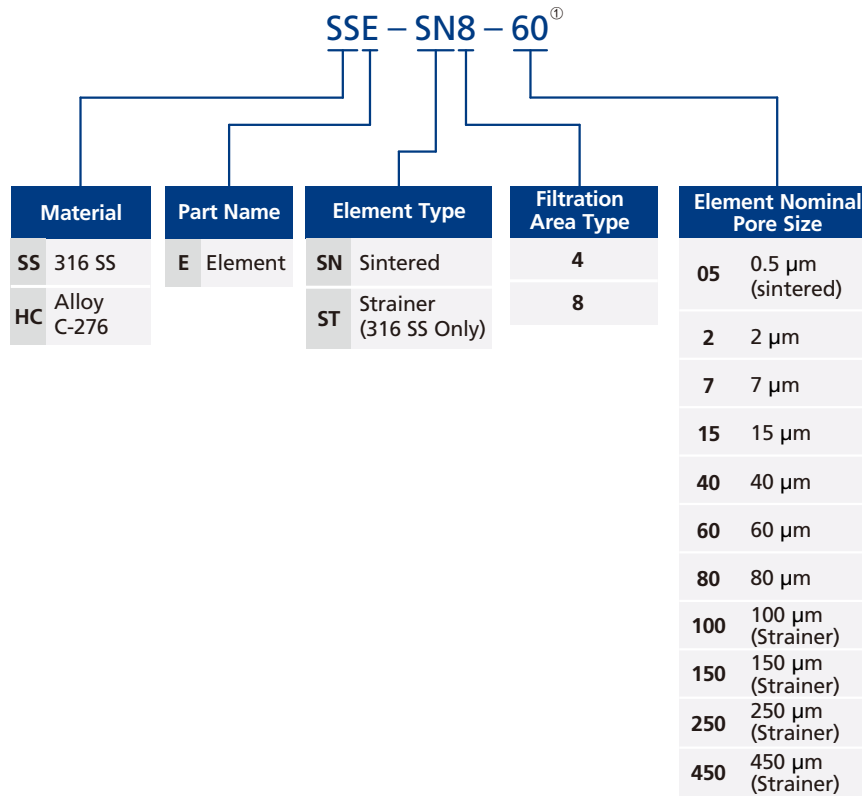 SSE – SN8 – 60①
Material
SS 316 SS
HC Alloy
C-276
Part Name
E Element
Element Type
SN Sintered
ST Strainer
(316 SS Only)
Filtration
Area Type
4
8
Element Nominal
Pore Size
05 0.5 µm
(sintered)
2 2 µm
7 7 µm
15 15 µm
40 40 µm
60 60 µm
80 80 µm
100 100 µm
(Strainer)
150 150 µm
(Strainer)
250 250 µm
(Strainer)
450 450 µm
(Strainer)